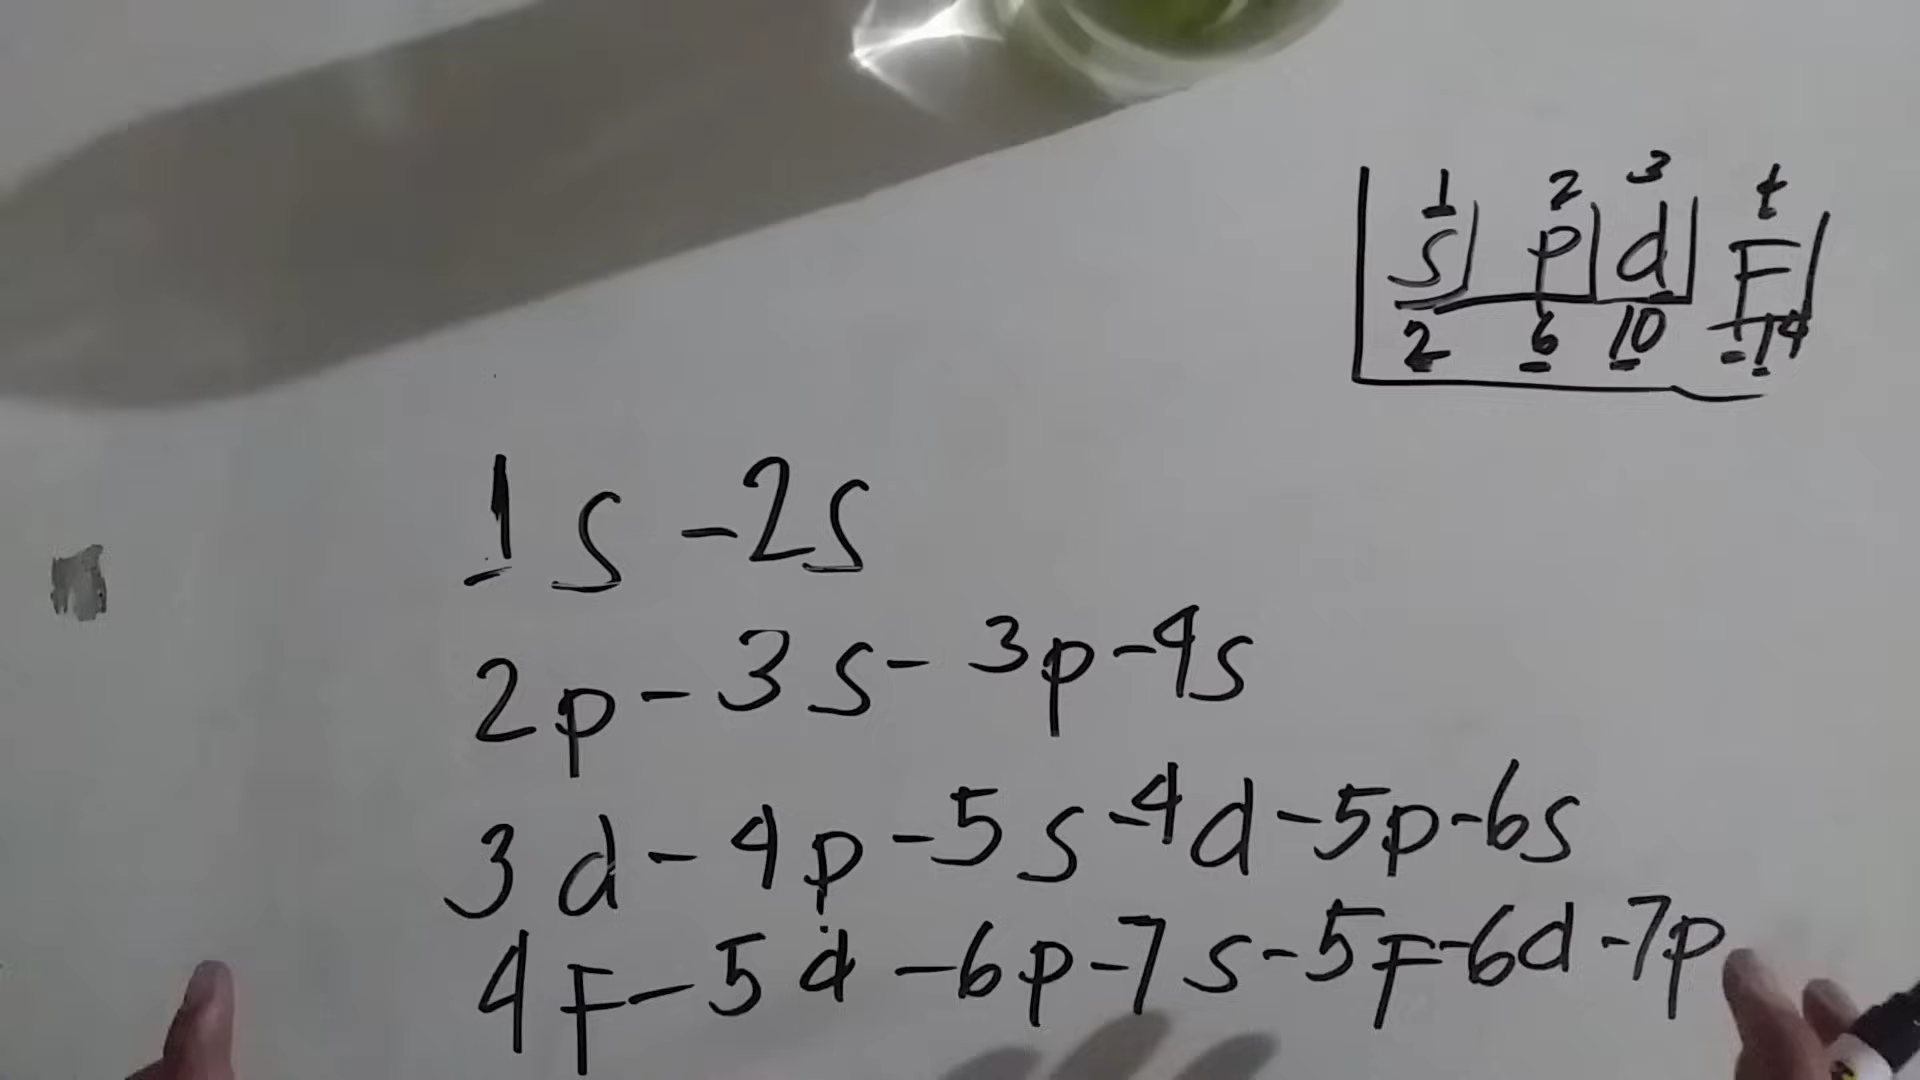 1 2 3 4
s p d F
2 6 10 14
1s - 2s
2p - 3s - 3p - 4s
3d - 4p - 5s - 4d - 5p - 6s
4F - 5d - 6p - 7s - 5F - 6d - 7p